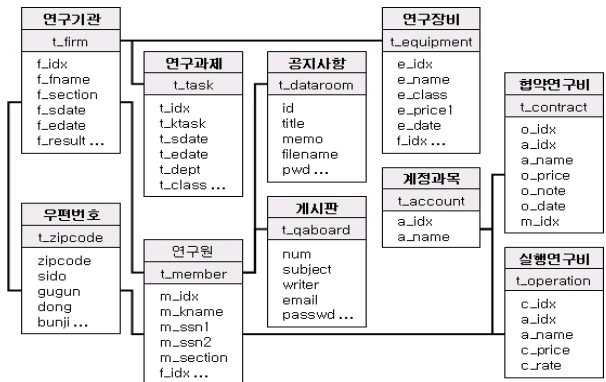 연구기관
t_firm
f_idx
f_fname
f_section
f_sdate
f_edate
f_result ...
연구과제
t_task
t_idx
t_ktask
t_sdate
t_edate
t_dept
t_class ...
공지사항
t_dataroom
id
title
memo
filename
pwd ...
연구장비
t_equipment
e_idx
e_name
e_class
e_price1
e_date
f_idx ...
협약연구비
t_contract
o_idx
a_idx
a_name
o_price
o_note
o_date
m_idx
우편번호
t_zipcode
zipcode
sido
gugun
dong
bunji ...
연구원
t_member
m_idx
m_kname
m_ssn1
m_ssn2
m_section
f_idx ...
게시판
t_qaboard
num
subject
writer
email
passwd ...
계정과목
t_account
a_idx
a_name
실행연구비
t_operation
c_idx
a_idx
a_name
c_price
c_rate